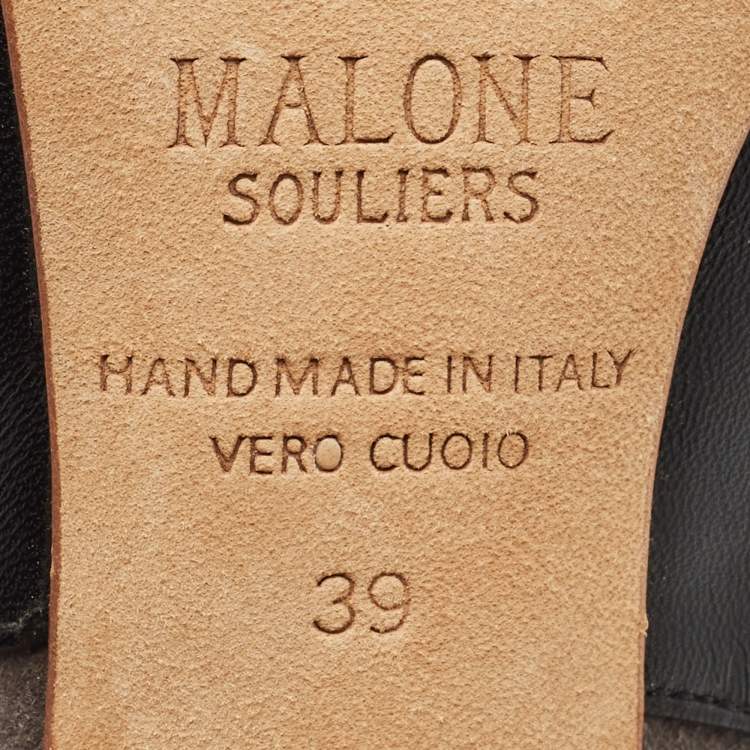 MALONE
SOULIERS
HAND MADE IN ITALY
VERO CUOIO
39